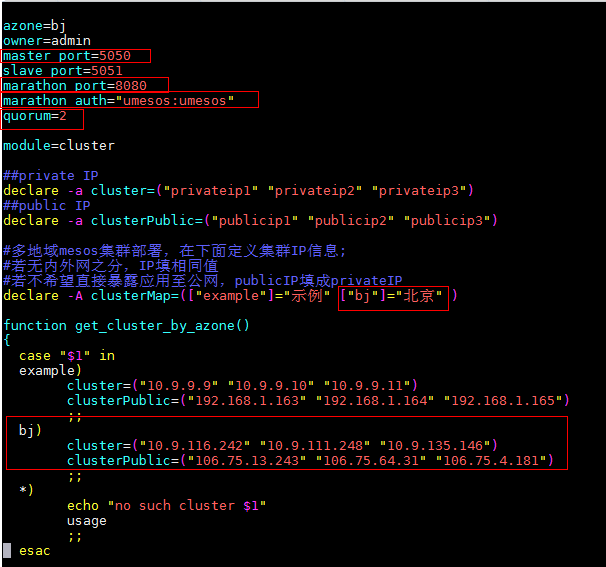 azone=bj
owner=admin
master_port=5050
slave_port=5051
marathon_port=8080
marathon_auth="umesos:umesos"
quorum=2
module=cluster
##private IP
declare -a cluster=("privateip1" "privateip2" "privateip3")
##public IP
declare -a clusterPublic=("publicip1" "publicip2" "publicip3")
#多地域mesos集群部署，在下面定义集群IP信息;
#若无内外网之分，IP填相同值
#若不希望直接暴露应用至公网，publicIP填成privateIP
declare -A clusterMap=(["example"]="示例" ["bj"]="北京" )
function get_cluster_by_azone()
{
case "$1" in
example)
cluster=("10.9.9.9" "10.9.9.10" "10.9.9.11")
clusterPublic=("192.168.1.163" "192.168.1.164" "192.168.1.165")
;;
bj)
cluster=("10.9.116.242" "10.9.111.248" "10.9.135.146")
clusterPublic=("106.75.13.243" "106.75.64.31" "106.75.4.181")
;;
*)
echo "no such cluster $1"
usage
;;
esac